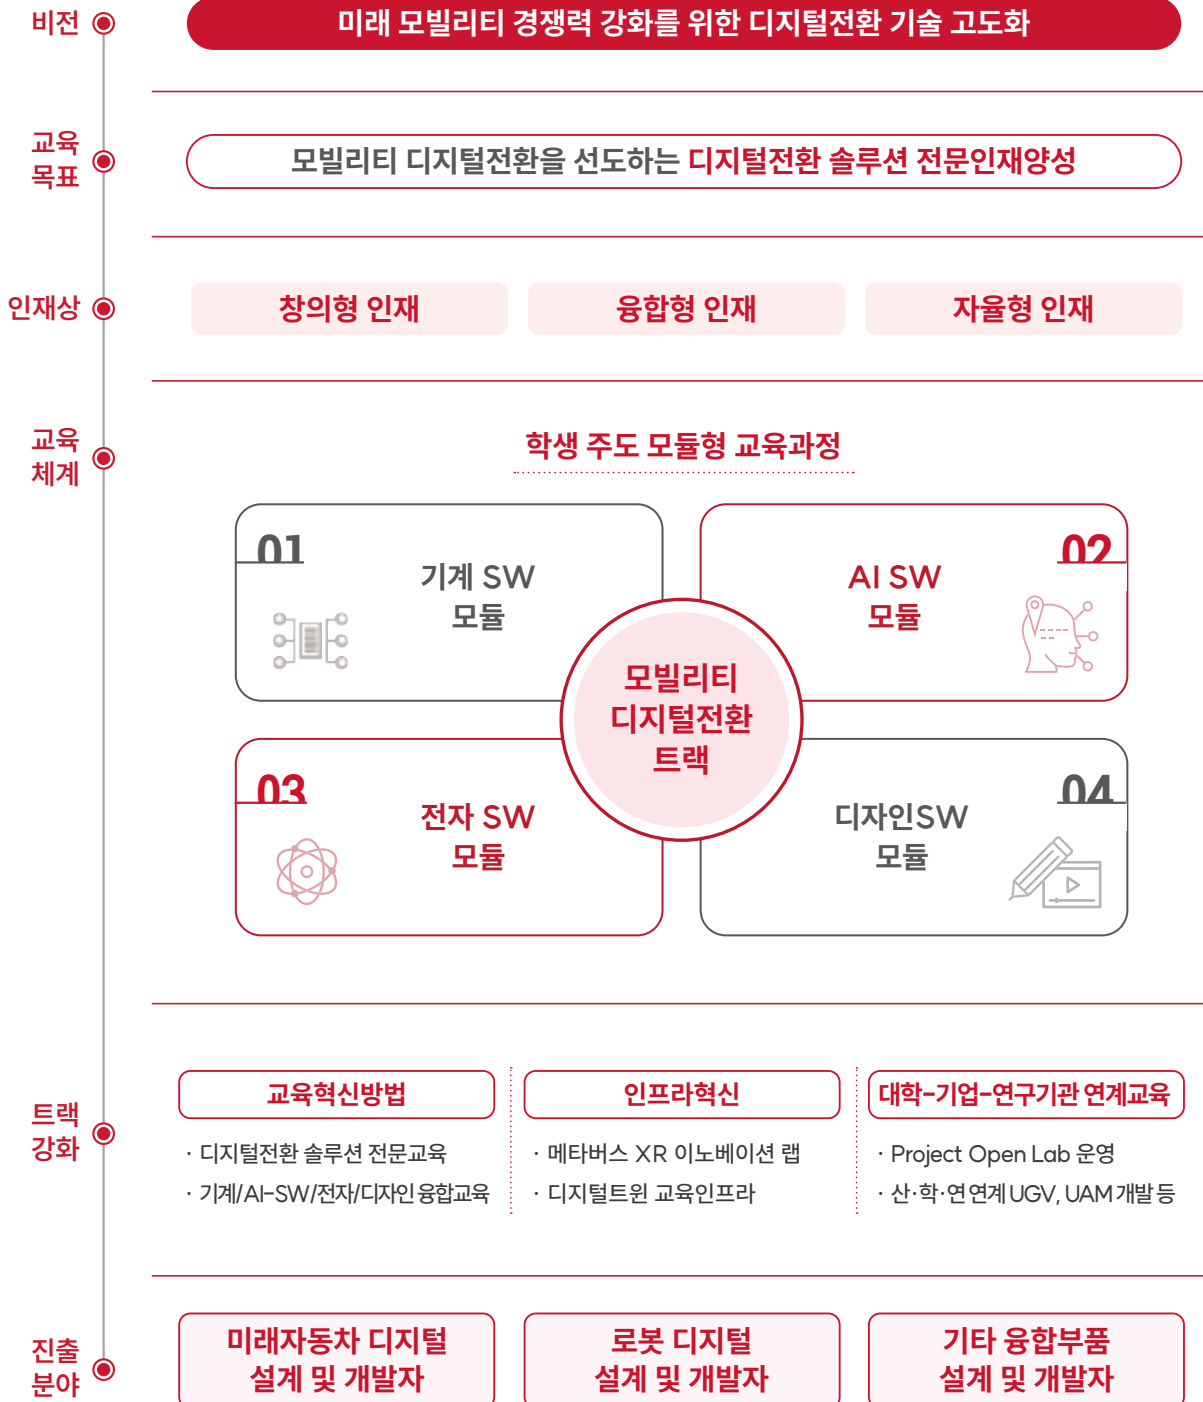 비전
미래 모빌리티 경쟁력 강화를 위한 디지털전환 기술 고도화
교육
목표
모빌리티 디지털전환을 선도하는 디지털전환 솔루션 전문인재양성
인재상
창의형 인재
융합형 인재
자율형 인재
교육
체계
학생 주도 모듈형 교육과정
01
기계 SW
모듈
02
AI SW
모듈
모빌리티
디지털전환
트랙
03
전자 SW
모듈
04
디자인SW
모듈
트랙
강화
교육혁신방법
· 디지털전환 솔루션 전문교육
· 기계/AI-SW/전자/디자인 융합교육
인프라혁신
· 메타버스 XR 이노베이션 랩
· 디지털트윈 교육인프라
대학-기업-연구기관 연계교육
· Project Open Lab 운영
· 산·학·연 연계 UGV, UAM 개발 등
진출
분야
미래자동차 디지털
설계 및 개발자
로봇 디지털
설계 및 개발자
기타 융합부품
설계 및 개발자